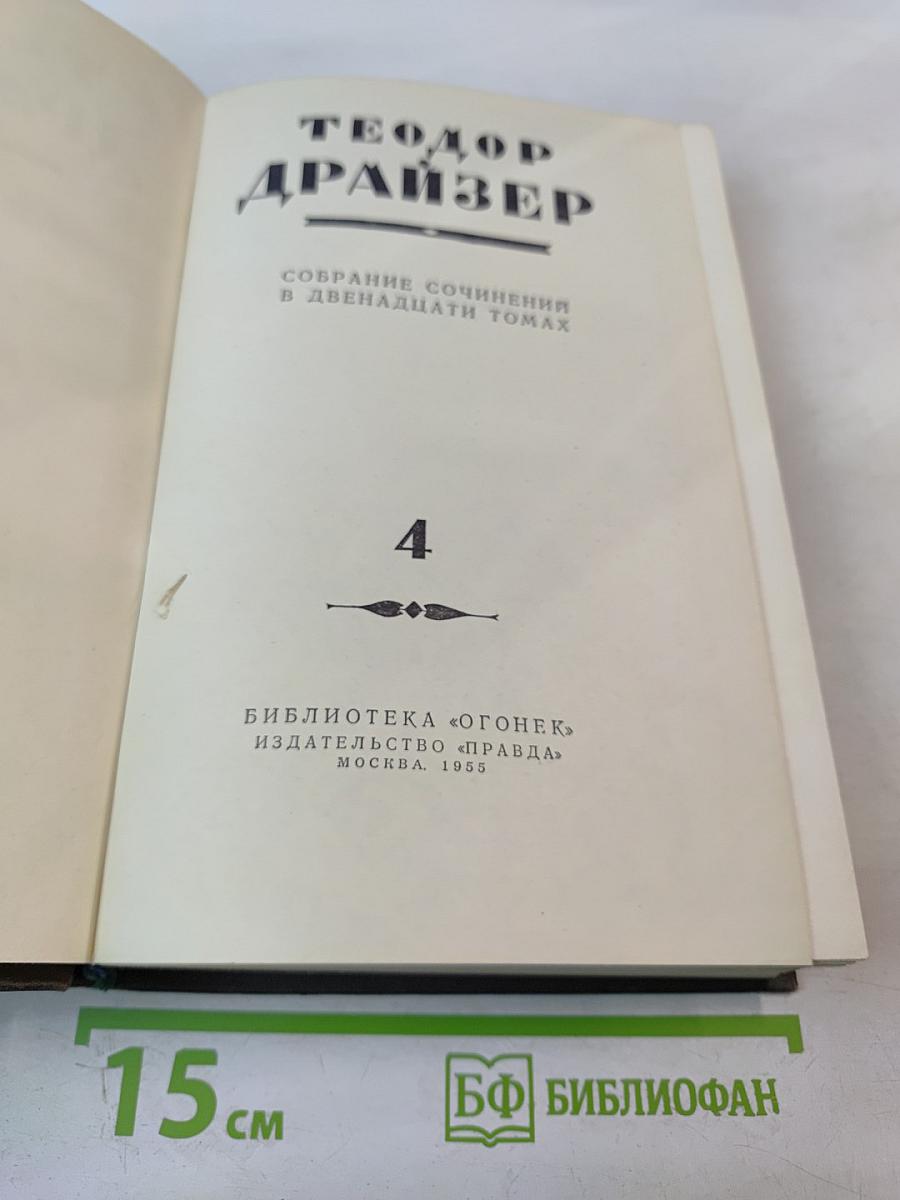 ТЕОДОР
ДРАЙЗЕР
СОБРАНИЕ СОЧИНЕНИЙ
В ДВЕНАДЦАТИ ТОМАХ
4
БИБЛИОТЕКА «ОГОНЕК»
ИЗДАТЕЛЬСТВО «ПРАВДА»
МОСКВА. 1955
15 см
БФ БИБЛИОФАН